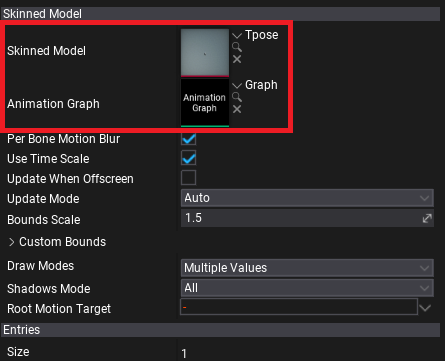 Skinned Model
Skinned Model
Tpose
Animation Graph
Animation
Graph
Graph
Per Bone Motion Blur
Use Time Scale
Update When Offscreen
Update Mode
Auto
Bounds Scale
1.5
Custom Bounds
Draw Modes
Multiple Values
Shadows Mode
All
Root Motion Target
-
Entries
Size
1